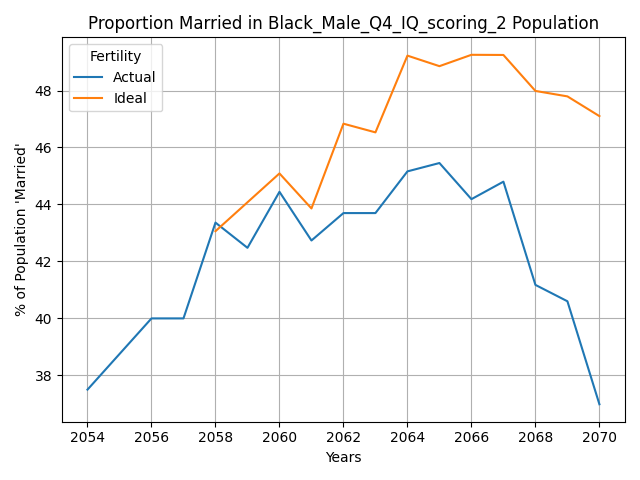 Proportion Married in Black_Male_Q4_IQ_scoring_2 Population
Fertility
Actual
Ideal
% of Population 'Married'
48
46
44
42
40
38
2054 2056 2058 2060 2062 2064 2066 2068 2070
Years